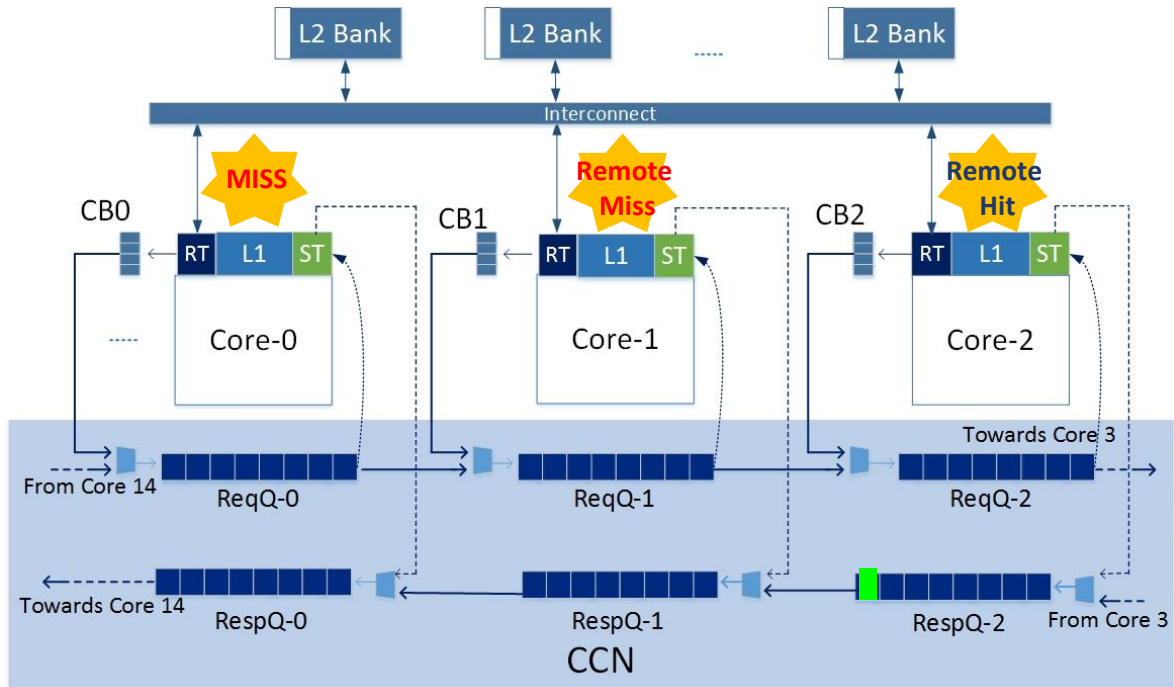 L2 Bank
L2 Bank
L2 Bank
Interconnect
MISS
Remote
Miss
Remote
Hit
CB0
CB1
CB2
RT
L1
ST
RT
L1
ST
RT
L1
ST
Core-0
Core-1
Core-2
Towards Core 3
From Core 14
ReqQ-0
ReqQ-1
ReqQ-2
Towards Core 14
RespQ-0
RespQ-1
RespQ-2
From Core 3
CCN